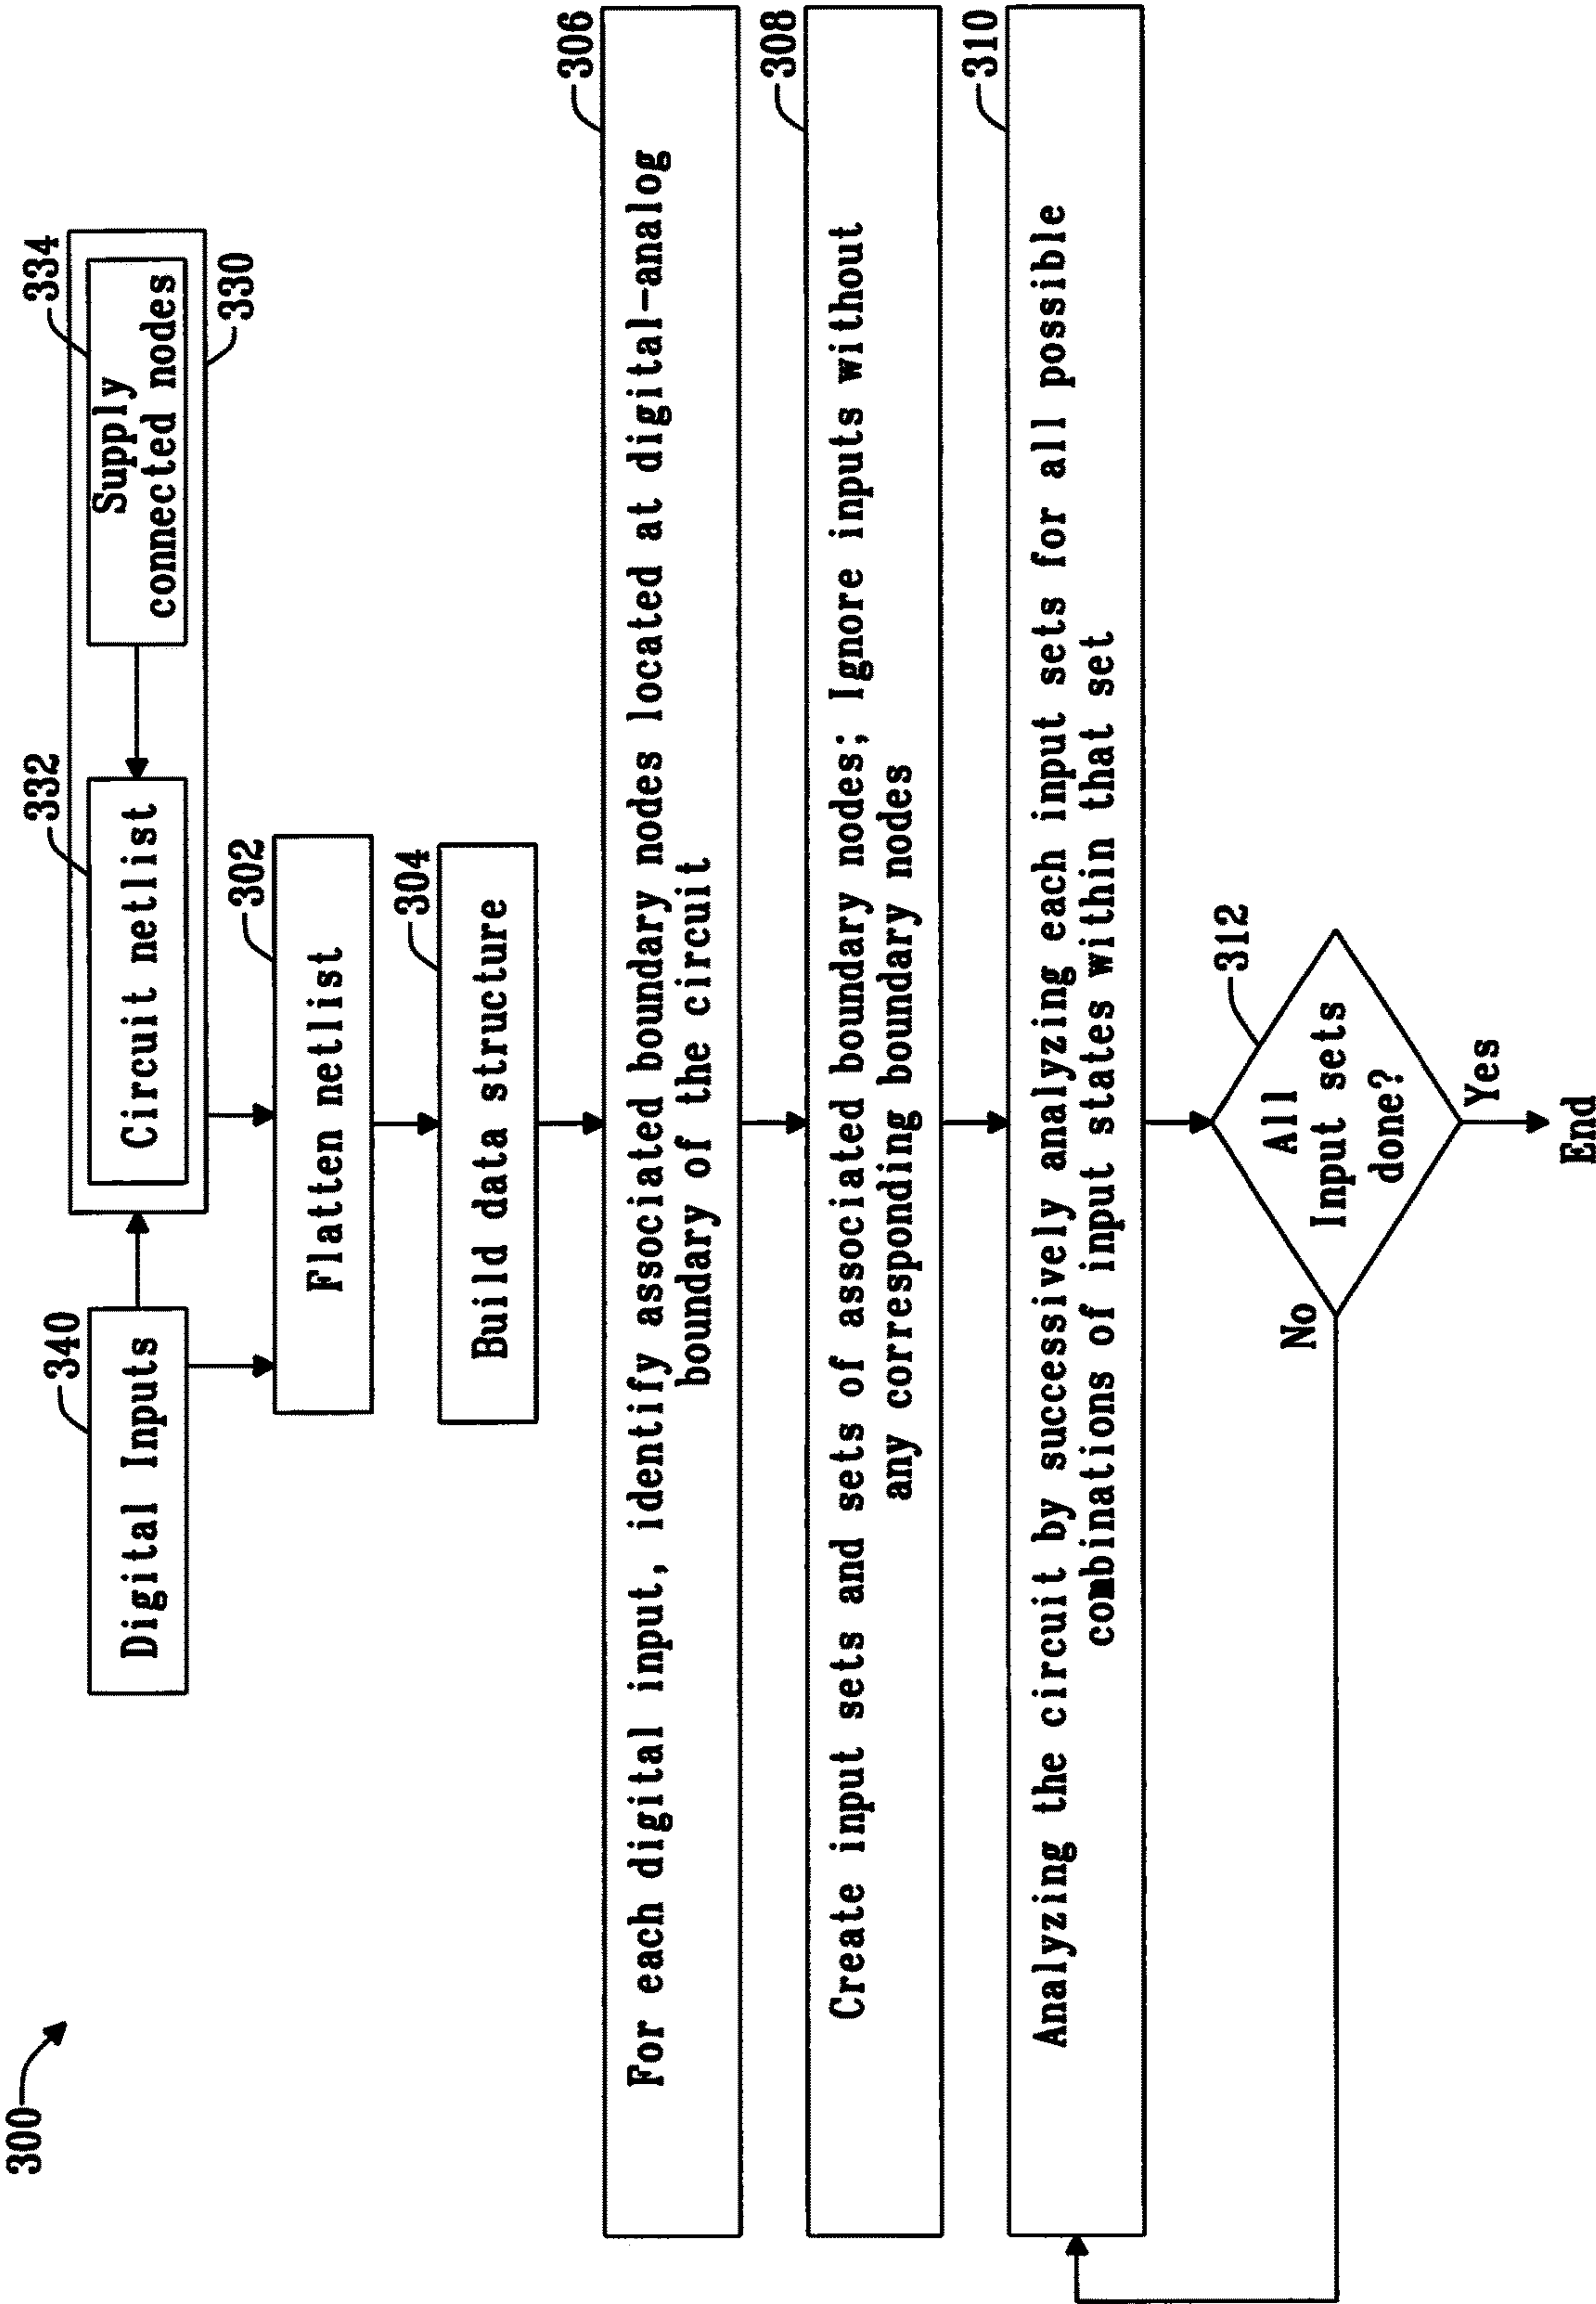 300
340
Digital Inputs
332
Circuit netlist
334
Supply
connected nodes
330
302
Flatten netlist
304
Build data structure
306
For each digital input, identify associated boundary nodes located at digital-analog
boundary of the circuit
308
Create input sets and sets of associated boundary nodes; Ignore inputs without
any corresponding boundary nodes
310
Analyzing the circuit by successively analyzing each input sets for all possible
combinations of input states within that set
312
All
Input sets
done?
No
Yes
End